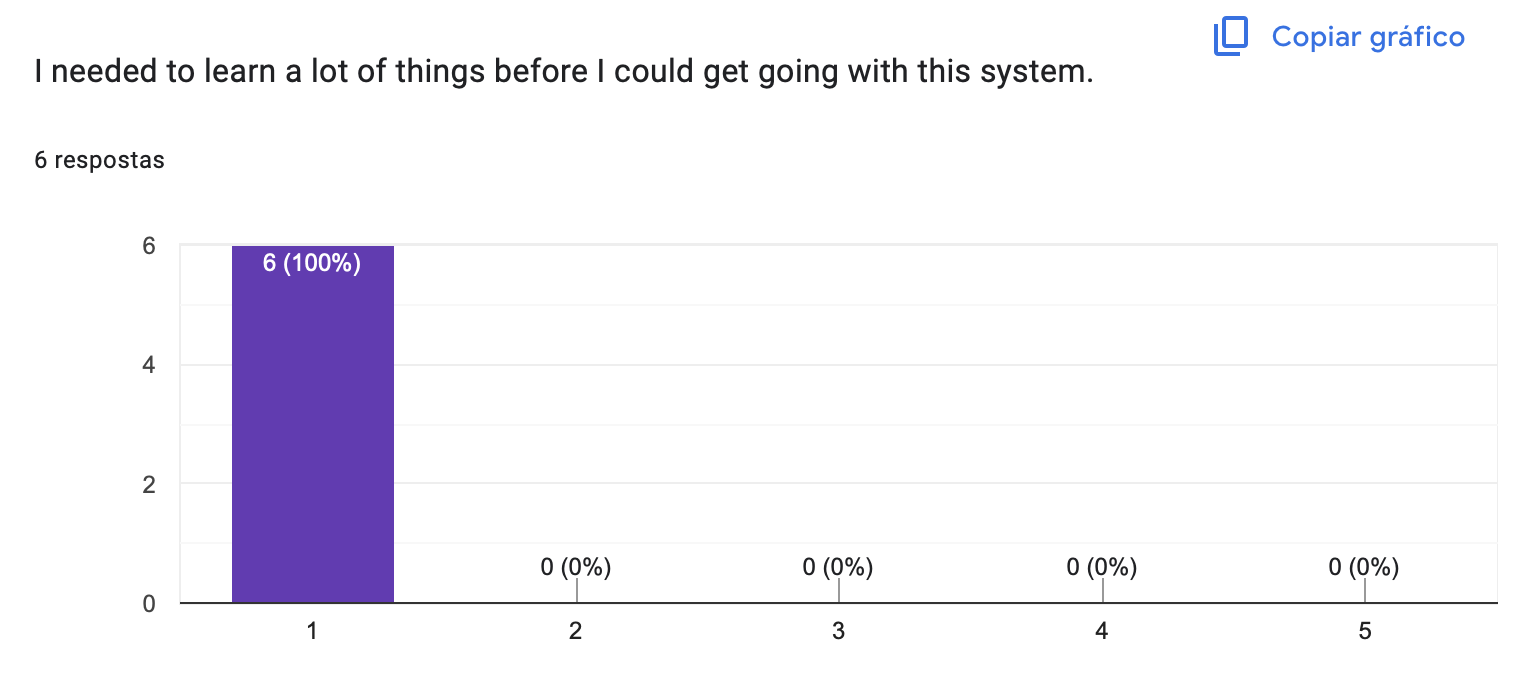 Copiar gráfico
I needed to learn a lot of things before I could get going with this system.
6 respostas
6
6 (100%)
4
2
0 (0%) 0 (0%) 0 (0%) 0 (0%)
0
1 2 3 4 5